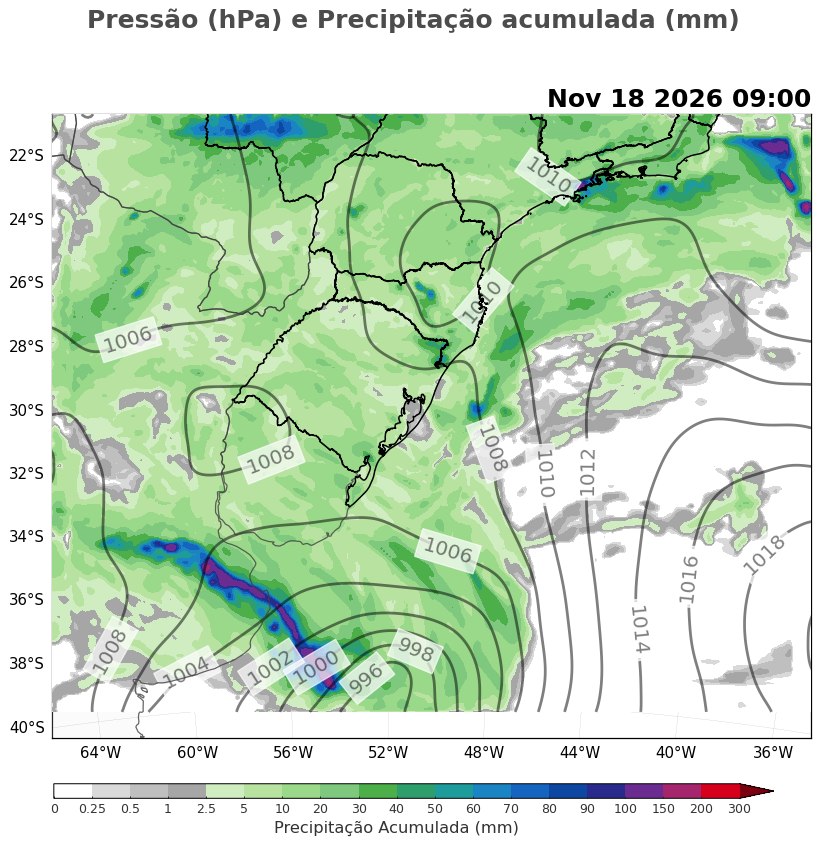 Pressão (hPa) e Precipitação acumulada (mm)
Nov 18 2026 09:00
22°S
24°S
26°S
28°S
30°S
32°S
34°S
36°S
38°S
40°S
1010
1010
1006
1008
1008
1010
1012
1006
1018
1016
1014
1008
1004
1002
1000
998
996
64°W 60°W 56°W 52°W 48°W 44°W 40°W 36°W
0 0.25 0.5 1 2.5 5 10 20 30 40 50 60 70 80 90 100 150 200 300
Precipitação Acumulada (mm)